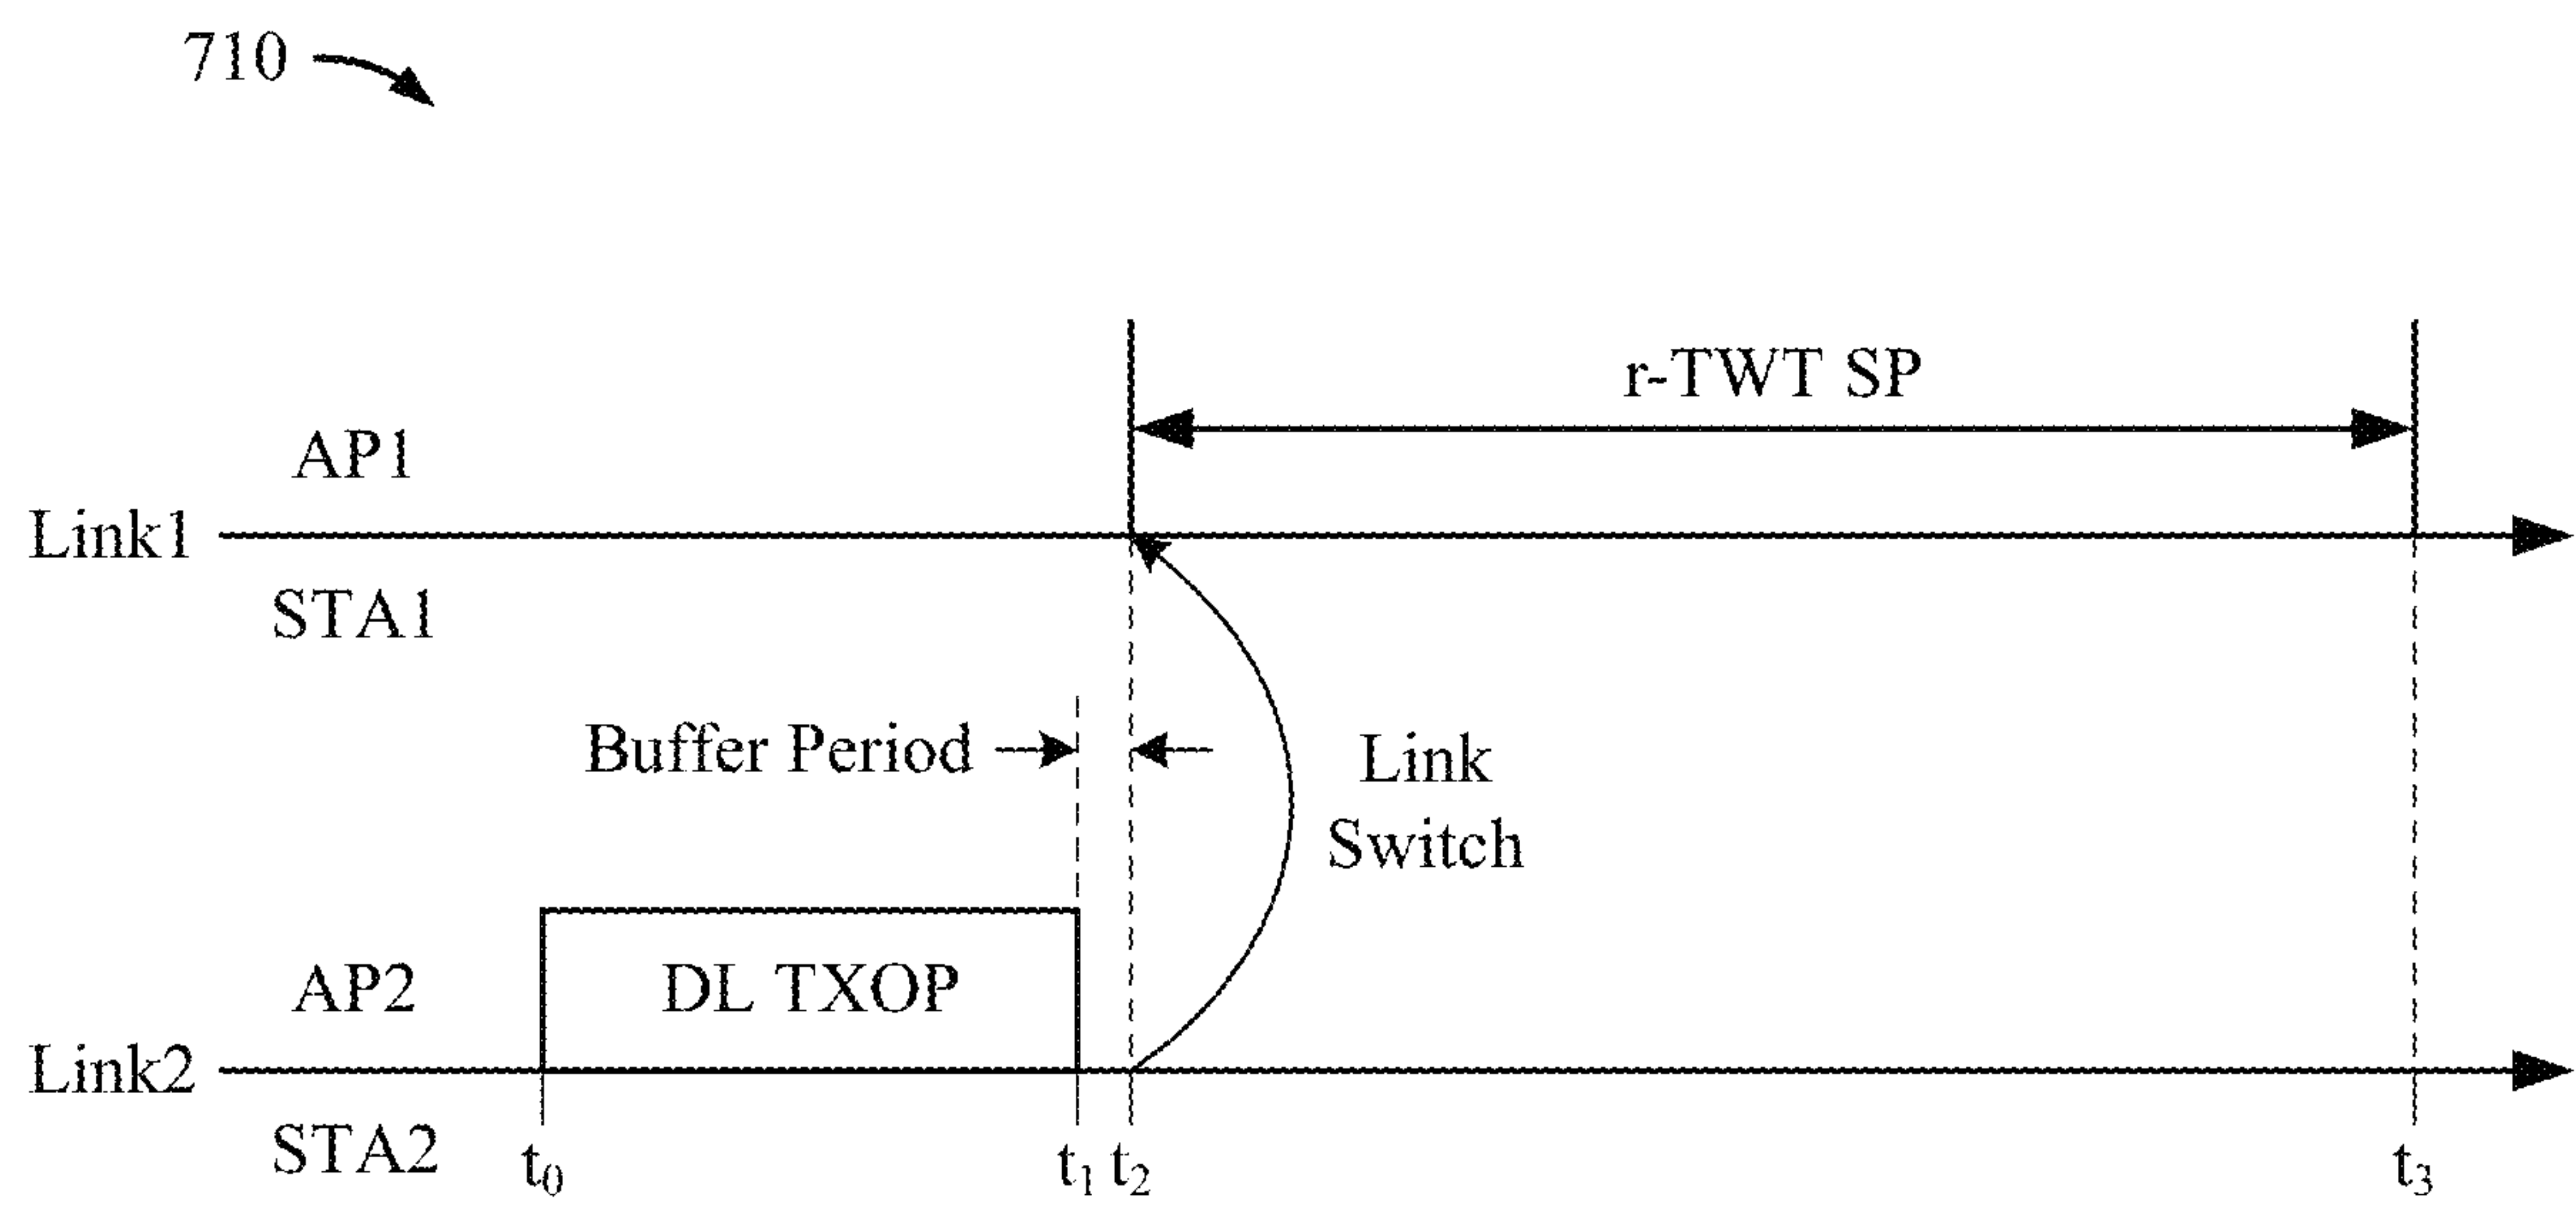 710
r-TWT SP
AP1
Link1
STA1
Buffer Period
Link
Switch
AP2
DL TXOP
Link2
STA2
t0 t1 t2 t3